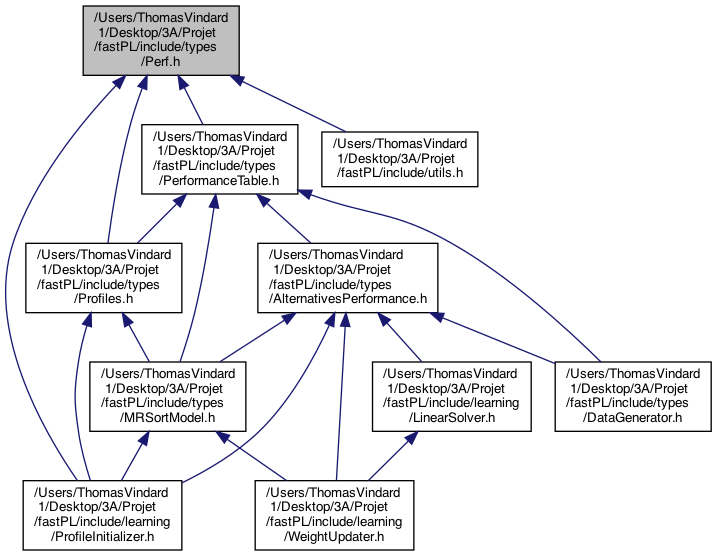 /Users/ThomasVindard
1/Desktop/3A/Projet
/fastPL/include/types
/Perf.h
/Users/ThomasVindard
1/Desktop/3A/Projet
/fastPL/include/types
/PerformanceTable.h
/Users/ThomasVindard
1/Desktop/3A/Projet
/fastPL/include/utils.h
/Users/ThomasVindard
1/Desktop/3A/Projet
/fastPL/include/types
/Profiles.h
/Users/ThomasVindard
1/Desktop/3A/Projet
/fastPL/include/types
/AlternativesPerformance.h
/Users/ThomasVindard
1/Desktop/3A/Projet
/fastPL/include/types
/MRSortModel.h
/Users/ThomasVindard
1/Desktop/3A/Projet
/fastPL/include/learning
/LinearSolver.h
/Users/ThomasVindard
1/Desktop/3A/Projet
/fastPL/include/types
/DataGenerator.h
/Users/ThomasVindard
1/Desktop/3A/Projet
/fastPL/include/learning
/ProfileInitializer.h
/Users/ThomasVindard
1/Desktop/3A/Projet
/fastPL/include/learning
/WeightUpdater.h